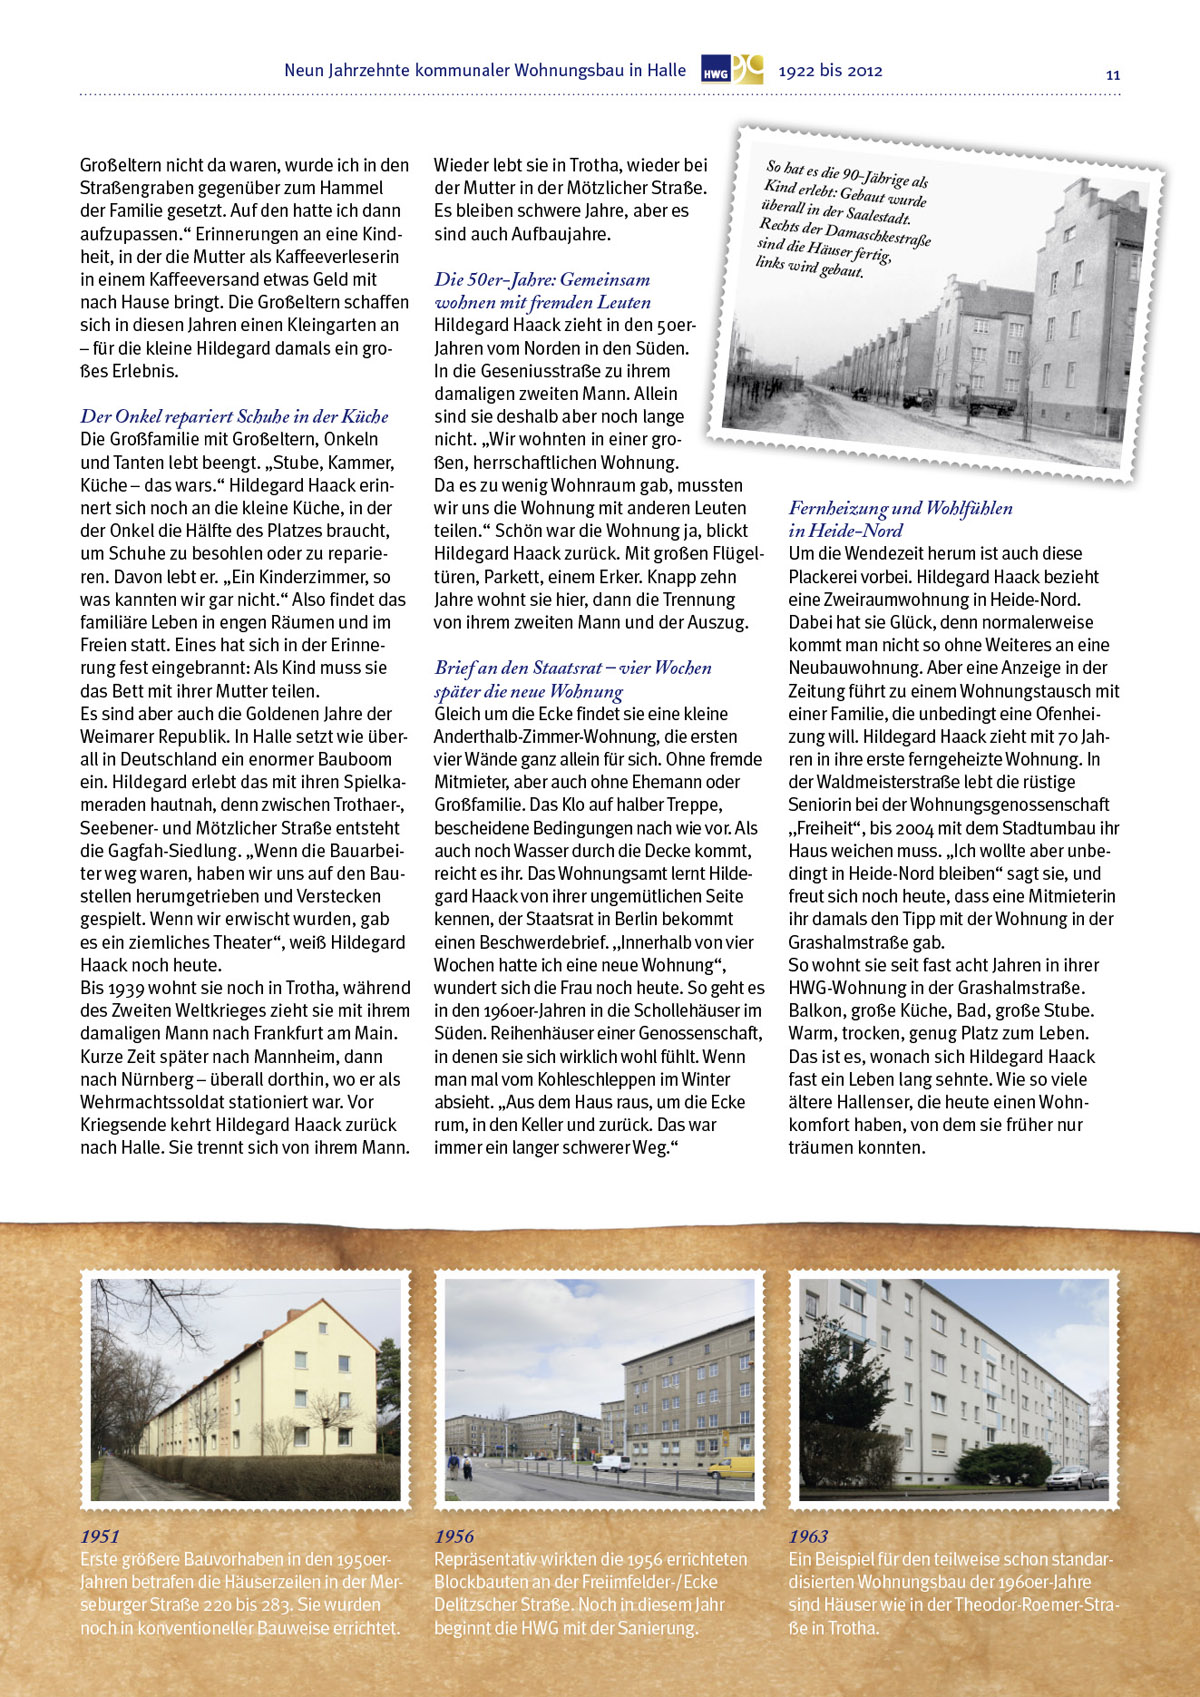 Neun Jahrzehnte kommunaler Wohnungsbau in Halle HWG 90 1922 bis 2012
11
Großeltern nicht da waren, wurde ich in den
Straßengraben gegenüber zum Hammel
der Familie gesetzt. Auf den hatte ich dann
aufzupassen.“ Erinnerungen an eine Kind-
heit, in der die Mutter als Kaffeeverleserin
in einem Kaffeeversand etwas Geld mit
nach Hause bringt. Die Großeltern schaffen
sich in diesen Jahren einen Kleingarten an
– für die kleine Hildegard damals ein gro-
ßes Erlebnis.
Der Onkel repariert Schuhe in der Küche
Die Großfamilie mit Großeltern, Onkeln
und Tanten lebt beengt. „Stube, Kammer,
Küche – das wars.“ Hildegard Haack erin-
nert sich noch an die kleine Küche, in der
der Onkel die Hälfte des Platzes braucht,
um Schuhe zu besohlen oder zu reparie-
ren. Davon lebt er. „Ein Kinderzimmer, so
was kannten wir gar nicht.“ Also findet das
familiäre Leben in engen Räumen und im
Freien statt. Eines hat sich in der Erinne-
rung fest eingebrannt: Als Kind muss sie
das Bett mit ihrer Mutter teilen.
Es sind aber auch die Goldenen Jahre der
Weimarer Republik. In Halle setzt wie über-
all in Deutschland ein enormer Bauboom
ein. Hildegard erlebt das mit ihren Spielka-
meraden hautnah, denn zwischen Trothaer-,
Seebener- und Mötzlicher Straße entsteht
die Gagfah-Siedlung. „Wenn die Bauarbei-
ter weg waren, haben wir uns auf den Bau-
stellen herumgetrieben und Verstecken
gespielt. Wenn wir erwischt wurden, gab
es ein ziemliches Theater“, weiß Hildegard
Haack noch heute.
Bis 1939 wohnt sie noch in Trotha, während
des Zweiten Weltkrieges zieht sie mit ihrem
damaligen Mann nach Frankfurt am Main.
Kurze Zeit später nach Mannheim, dann
nach Nürnberg – überall dorthin, wo er als
Wehrmachtssoldat stationiert war. Vor
Kriegsende kehrt Hildegard Haack zurück
nach Halle. Sie trennt sich von ihrem Mann.
Wieder lebt sie in Trotha, wieder bei
der Mutter in der Mötzlicher Straße.
Es bleiben schwere Jahre, aber es
sind auch Aufbaujahre.
Die 50er-Jahre: Gemeinsam
wohnen mit fremden Leuten
Hildegard Haack zieht in den 50er-
Jahren vom Norden in den Süden.
In die Geseniusstraße zu ihrem
damaligen zweiten Mann. Allein
sind sie deshalb aber noch lange
nicht. „Wir wohnten in einer gro-
ßen, herrschaftlichen Wohnung.
Da es zu wenig Wohnraum gab, mussten
wir uns die Wohnung mit anderen Leuten
teilen.“ Schön war die Wohnung ja, blickt
Hildegard Haack zurück. Mit großen Flügel-
türen, Parkett, einem Erker. Knapp zehn
Jahre wohnt sie hier, dann die Trennung
von ihrem zweiten Mann und der Auszug.
Brief an den Staatsrat – vier Wochen
später die neue Wohnung
Gleich um die Ecke findet sie eine kleine
Anderthalb-Zimmer-Wohnung, die ersten
vier Wände ganz allein für sich. Ohne fremde
Mitmieter, aber auch ohne Ehemann oder
Großfamilie. Das Klo auf halber Treppe,
bescheidene Bedingungen nach wie vor. Als
auch noch Wasser durch die Decke kommt,
reicht es ihr. Das Wohnungsamt lernt Hilde-
gard Haack von ihrer ungemütlichen Seite
kennen, der Staatsrat in Berlin bekommt
einen Beschwerdebrief. „Innerhalb von vier
Wochen hatte ich eine neue Wohnung“,
wundert sich die Frau noch heute. So geht es
in den 1960er-Jahren in die Schollehäuser im
Süden. Reihenhäuser einer Genossenschaft,
in denen sie sich wirklich wohl fühlt. Wenn
man mal vom Kohleschleppen im Winter
absieht. „Aus dem Haus raus, um die Ecke
rum, in den Keller und zurück. Das war
immer ein langer schwerer Weg.“
So hat es die 90-Jährige als
Kind erlebt: Gebaut wurde
überall in der Saalestadt.
Rechts der Damaschkestraße
sind die Häuser fertig,
links wird gebaut.
Fernheizung und Wohlfühlen
in Heide-Nord
Um die Wendezeit herum ist auch diese
Plackerei vorbei. Hildegard Haack bezieht
eine Zweiraumwohnung in Heide-Nord.
Dabei hat sie Glück, denn normalerweise
kommt man nicht so ohne Weiteres an eine
Neubauwohnung. Aber eine Anzeige in der
Zeitung führt zu einem Wohnungstausch mit
einer Familie, die unbedingt eine Ofenhei-
zung will. Hildegard Haack zieht mit 70 Jah-
ren in ihre erste ferngeheizte Wohnung. In
der Waldmeisterstraße lebt die rüstige
Seniorin bei der Wohnungsgenossenschaft
„Freiheit“, bis 2004 mit dem Stadtumbau ihr
Haus weichen muss. „Ich wollte aber unbe-
dingt in Heide-Nord bleiben“ sagt sie, und
freut sich noch heute, dass eine Mitmieterin
ihr damals den Tipp mit der Wohnung in der
Grashalmstraße gab.
So wohnt sie seit fast acht Jahren in ihrer
HWG-Wohnung in der Grashalmstraße.
Balkon, große Küche, Bad, große Stube.
Warm, trocken, genug Platz zum Leben.
Das ist es, wonach sich Hildegard Haack
fast ein Leben lang sehnte. Wie so viele
ältere Hallenser, die heute einen Wohn-
komfort haben, von dem sie früher nur
träumen konnten.
1951
Erste größere Bauvorhaben in den 1950er-
Jahren betrafen die Häuserzeilen in der Mer-
seburger Straße 220 bis 283. Sie wurden
noch in konventioneller Bauweise errichtet.
1956
Repräsentativ wirkten die 1956 errichteten
Blockbauten an der Freiimfelder-/Ecke
Delitzscher Straße. Noch in diesem Jahr
beginnt die HWG mit der Sanierung.
1963
Ein Beispiel für den teilweise schon standar-
disierten Wohnungsbau der 1960er-Jahre
sind Häuser wie in der Theodor-Roemer-Stra-
ße in Trotha.